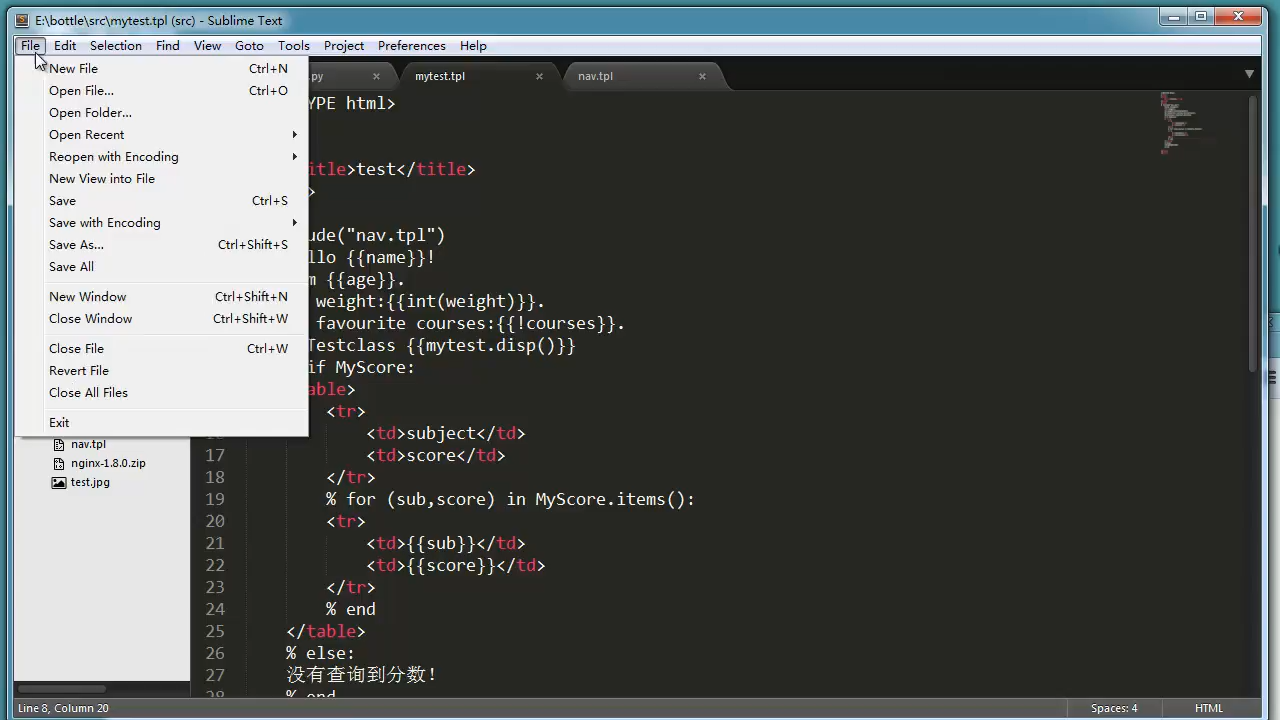 E:\bottle\src\mytest.tpl (src) - Sublime Text
File Edit Selection Find View Goto Tools Project Preferences Help
New File Ctrl+N
Open File... Ctrl+O
Open Folder...
Open Recent
Reopen with Encoding
New View into File
Save Ctrl+S
Save with Encoding
Save As... Ctrl+Shift+S
Save All
New Window Ctrl+Shift+N
Close Window Ctrl+Shift+W
Close File Ctrl+W
Revert File
Close All Files
Exit
nav.tpl
nginx-1.8.0.zip
test.jpg
.py × mytest.tpl × nav.tpl ×
YPE html>
itle>test</title>
>
ude("nav.tpl")
llo {{name}}!
m {{age}}.
weight:{{int(weight)}}.
favourite courses:{{!courses}}.
Testclass {{mytest.disp()}}
if MyScore:
able>
<tr>
<td>subject</td>
17 <td>score</td>
18 </tr>
19 % for (sub,score) in MyScore.items():
20 <tr>
21 <td>{{sub}}</td>
22 <td>{{score}}</td>
23 </tr>
24 % end
25 </table>
26 % else:
27 没有查询到分数!
28 % end
Line 8, Column 20 Spaces: 4 HTML